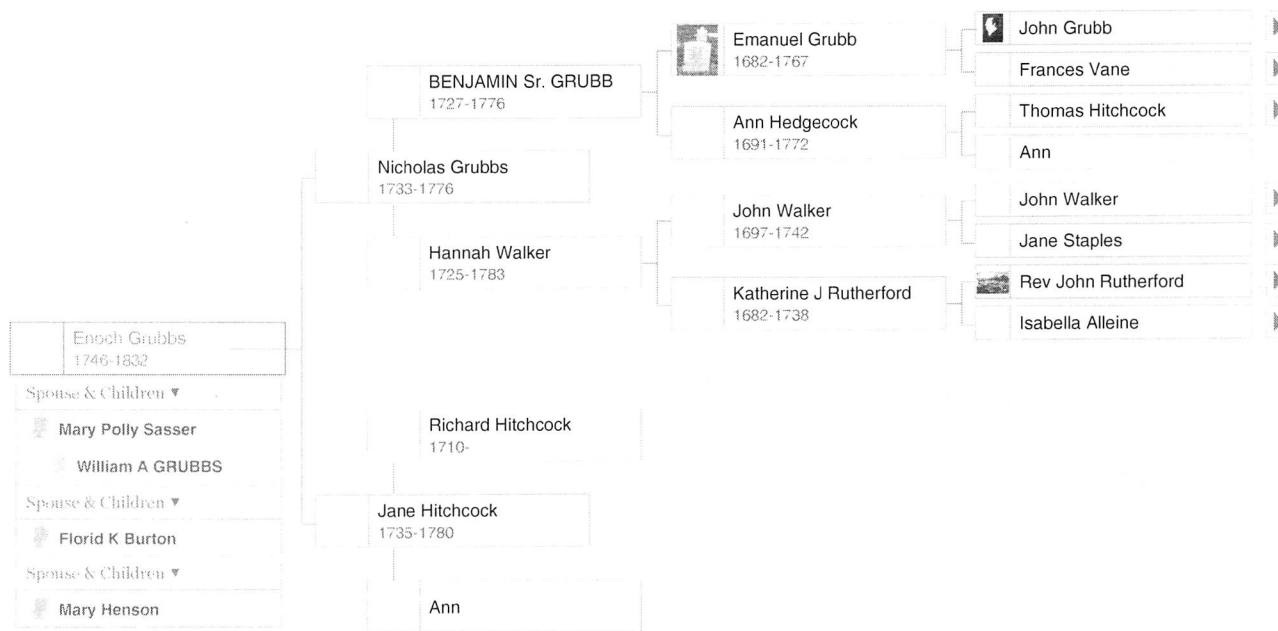 Emanuel Grubb
1682-1767
John Grubb
Frances Vane
BENJAMIN Sr. GRUBB
1727-1776
Ann Hedgecock
1691-1772
Thomas Hitchcock
Ann
Nicholas Grubbs
1733-1776
John Walker
1697-1742
John Walker
Jane Staples
Hannah Walker
1725-1783
Katherine J Rutherford
1682-1738
Rev John Rutherford
Isabella Alleine
Enoch Grubbs
1746-1832
Spouse & Children ▼
Mary Polly Sasser
William A GRUBBS
Spouse & Children ▼
Florid K Burton
Spouse & Children ▼
Mary Henson
Richard Hitchcock
1710-
Jane Hitchcock
1735-1780
Ann